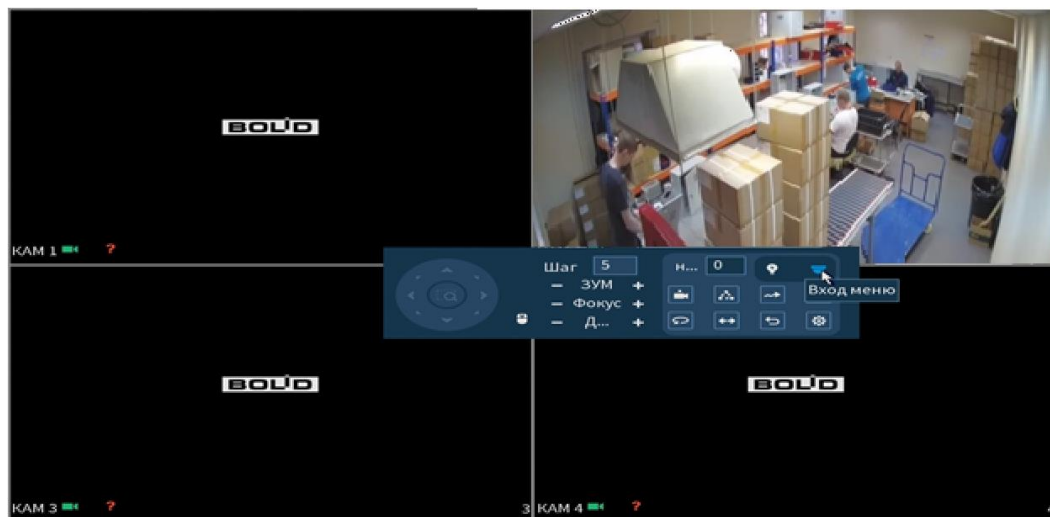 BOLID
КАМ 1 ?
Шаг 5
н... 0
— ЗУМ +
— Фокус +
— Д... +
Вход меню
BOLID
BOLID
КАМ 3 ?
3
КАМ 4 ?